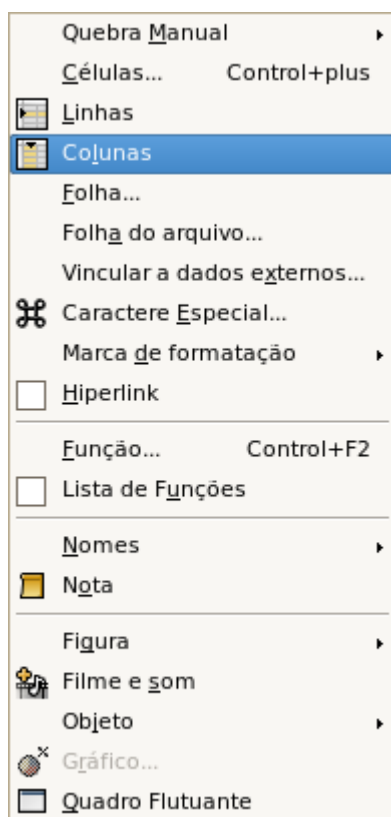 Quebra Manual
Células... Control+plus
Linhas
Colunas
Folha...
Folha do arquivo...
Vincular a dados externos...
Caractere Especial...
Marca de formatação
Hiperlink
Função... Control+F2
Lista de Funções
Nomes
Nota
Figura
Filme e som
Objeto
Gráfico...
Quadro Flutuante